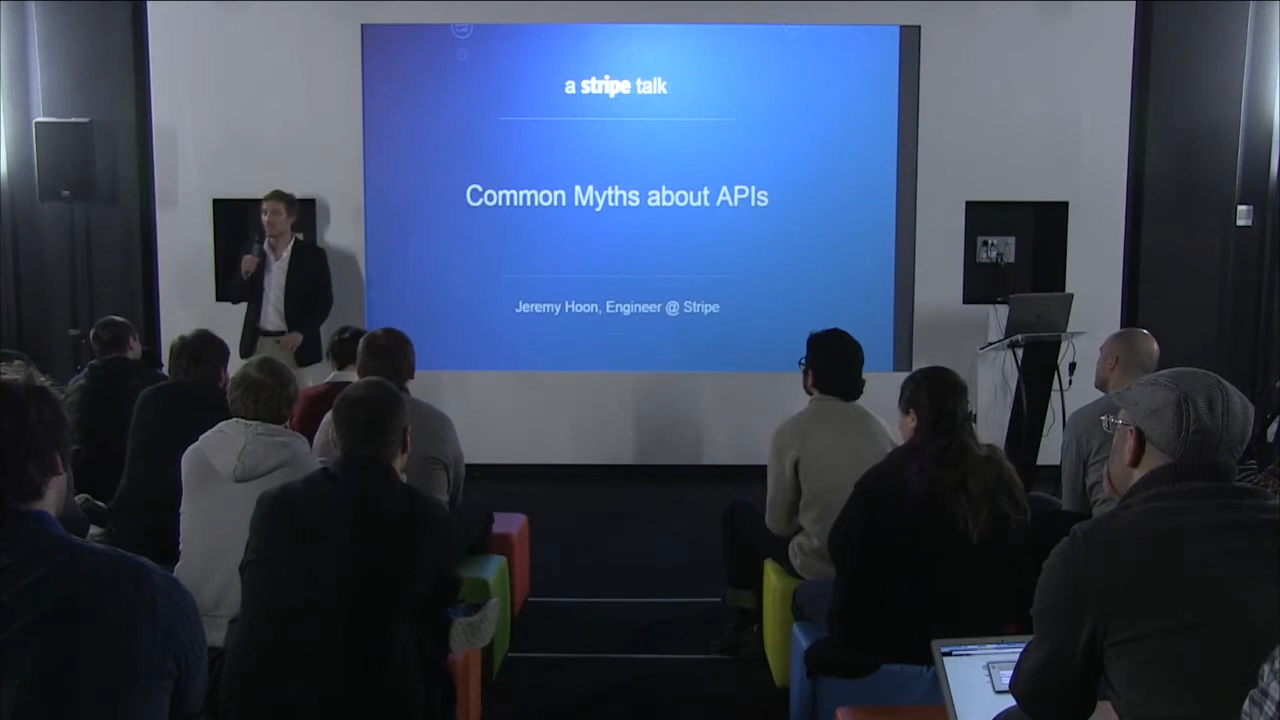 a stripe talk
Common Myths about APIs
Jeremy Hoon, Engineer @ Stripe